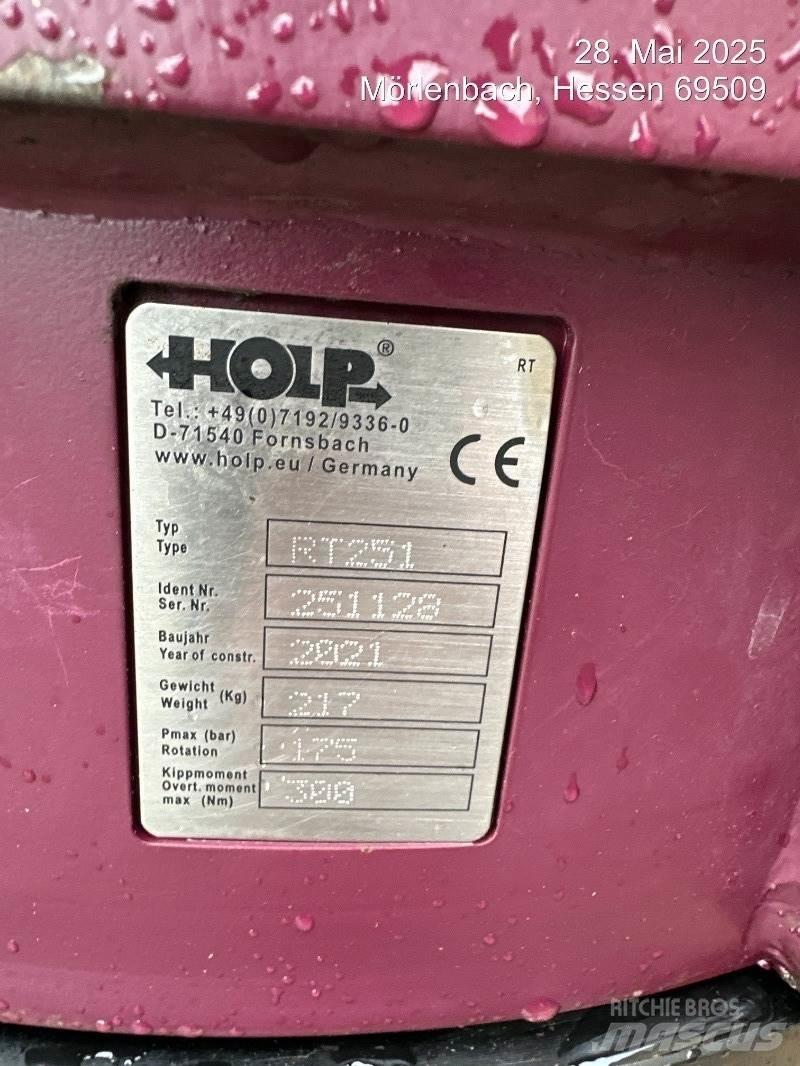 28. Mai 2025
Mörlenbach, Hessen 69509
HOLP®
RT
Tel.: +49(0)7192/9336-0
D-71540 Fornsbach
www.holp.eu / Germany
CE
Typ
Type
RT251
Ident Nr.
Ser. Nr.
251128
Baujahr
Year of constr.
2021
Gewicht
Weight (Kg)
217
Pmax (bar)
Rotation
175
Kippmoment
Overt. moment
max (Nm)
300
RITCHIE BROS.
mascus